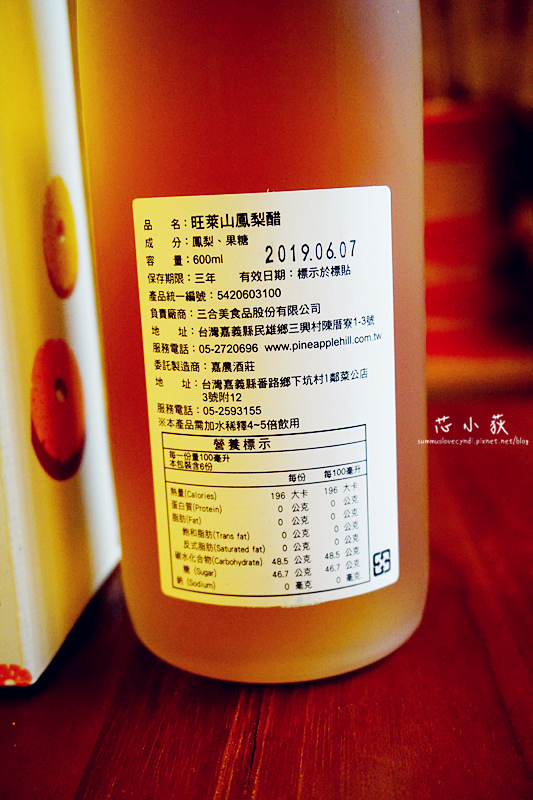 品　　名：旺萊山鳳梨醋
成　　分：鳳梨、果糖
容　　量：600ml
2019.06.07
保存期限：三年　　有效日期：標示於標貼
產品統一編號：5420603100
負責廠商：三合美食品股份有限公司
地　　址：台灣嘉義縣民雄鄉三興村陳厝寮1-3號
服務電話：05-2720696 www.pineapplehill.com.tw
委託製造商：嘉農酒莊
地　　址：台灣嘉義縣番路鄉下坑村1鄰菜公店
3號附12
服務電話：05-2593155
※本產品需加水稀釋4~5倍飲用
營養標示
每一份量100毫升
本包裝含6份
每份　每100毫升
熱量(Calories)　196 大卡　196 大卡
蛋白質(Protein)　0 公克　0 公克
脂肪(Fat)　0 公克　0 公克
飽和脂肪(Trans fat)　0 公克　0 公克
反式脂肪(Saturated fat)　0 公克　0 公克
碳水化合物(Carbohydrate)　48.5 公克　48.5 公克
糖(Sugar)　46.7 公克　46.7 公克
鈉(Sodium)　0 毫克　0 毫克
芯小荻
summuslovecyndi.pixnet.net/blog